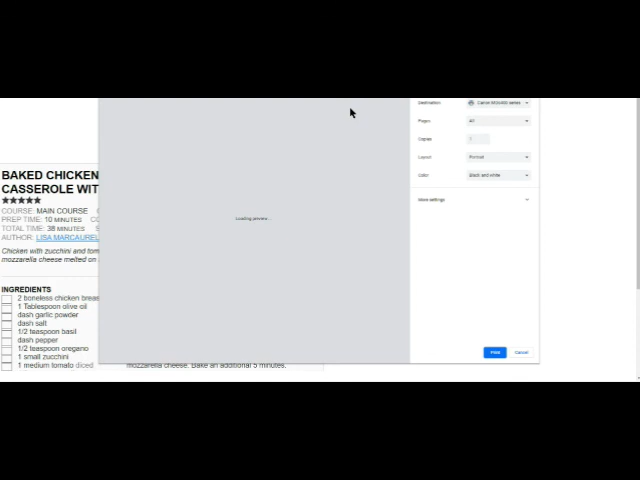 BAKED CHICKEN
CASSEROLE WIT
★★★★★
COURSE: MAIN COURSE
PREP TIME: 10 MINUTES
TOTAL TIME: 38 MINUTES
AUTHOR: LISA MARCAUREL
Chicken with zucchini and tom
mozzarella cheese melted on
INGREDIENTS
2 boneless chicken breas
1 Tablespoon olive oil
dash garlic powder
dash salt
1/2 teaspoon basil
dash pepper
1/2 teaspoon oregano
1 small zucchini
1 medium tomato diced
mozzarella cheese. Bake an additional 5 minutes.
Loading preview...
Destination
Pages All
Copies 1
Layout Portrait
Color Black and white
More settings
Print Cancel